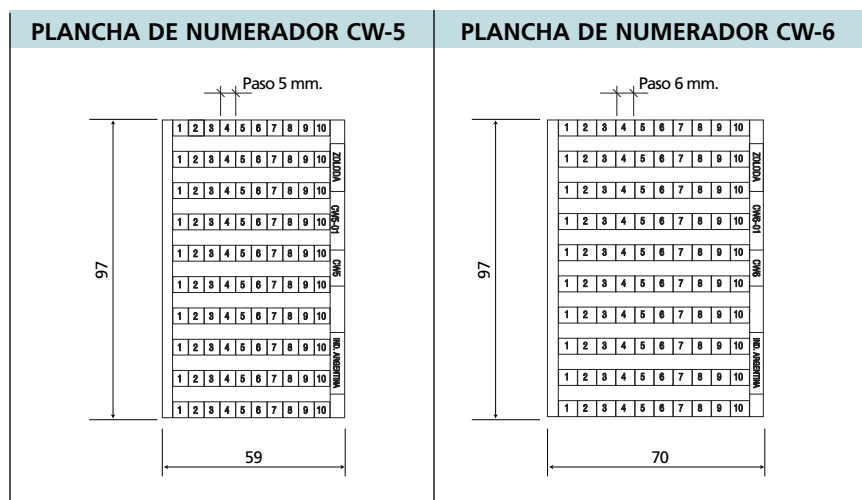 PLANCHA DE NUMERADOR CW-5
Paso 5 mm.
1 2 3 4 5 6 7 8 9 10
1 2 3 4 5 6 7 8 9 10
1 2 3 4 5 6 7 8 9 10
1 2 3 4 5 6 7 8 9 10
1 2 3 4 5 6 7 8 9 10
1 2 3 4 5 6 7 8 9 10
1 2 3 4 5 6 7 8 9 10
1 2 3 4 5 6 7 8 9 10
1 2 3 4 5 6 7 8 9 10
1 2 3 4 5 6 7 8 9 10
ZOLODA
CW5-01
CW5
IND. ARGENTINA
97
59
PLANCHA DE NUMERADOR CW-6
Paso 6 mm.
1 2 3 4 5 6 7 8 9 10
1 2 3 4 5 6 7 8 9 10
1 2 3 4 5 6 7 8 9 10
1 2 3 4 5 6 7 8 9 10
1 2 3 4 5 6 7 8 9 10
1 2 3 4 5 6 7 8 9 10
1 2 3 4 5 6 7 8 9 10
1 2 3 4 5 6 7 8 9 10
1 2 3 4 5 6 7 8 9 10
1 2 3 4 5 6 7 8 9 10
ZOLODA
CW6-01
CW6
IND. ARGENTINA
97
70